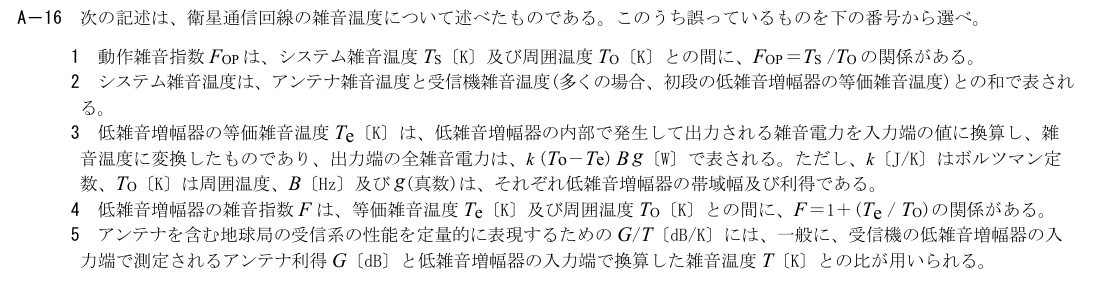 A-16 次の記述は、衛星通信回線の雑音温度について述べたものである。このうち誤っているものを下の番号から選べ。
1 動作雑音指数 FOP は、システム雑音温度 TS〔K〕及び周囲温度 TO〔K〕との間に、FOP=TS/TO の関係がある。
2 システム雑音温度は、アンテナ雑音温度と受信機雑音温度(多くの場合、初段の低雑音増幅器の等価雑音温度)との和で表され
る。
3 低雑音増幅器の等価雑音温度 Te〔K〕は、低雑音増幅器の内部で発生して出力される雑音電力を入力端の値に換算し、雑
音温度に変換したものであり、出力端の全雑音電力は、k (To-Te) B g〔W〕で表される。ただし、k〔J/K〕はボルツマン定
数、TO〔K〕は周囲温度、B〔Hz〕及び g(真数)は、それぞれ低雑音増幅器の帯域幅及び利得である。
4 低雑音増幅器の雑音指数 F は、等価雑音温度 Te〔K〕及び周囲温度 TO〔K〕との間に、F=1+(Te / TO)の関係がある。
5 アンテナを含む地球局の受信系の性能を定量的に表現するための G/T〔dB/K〕には、一般に、受信機の低雑音増幅器の入
力端で測定されるアンテナ利得 G〔dB〕と低雑音増幅器の入力端で換算した雑音温度 T〔K〕との比が用いられる。